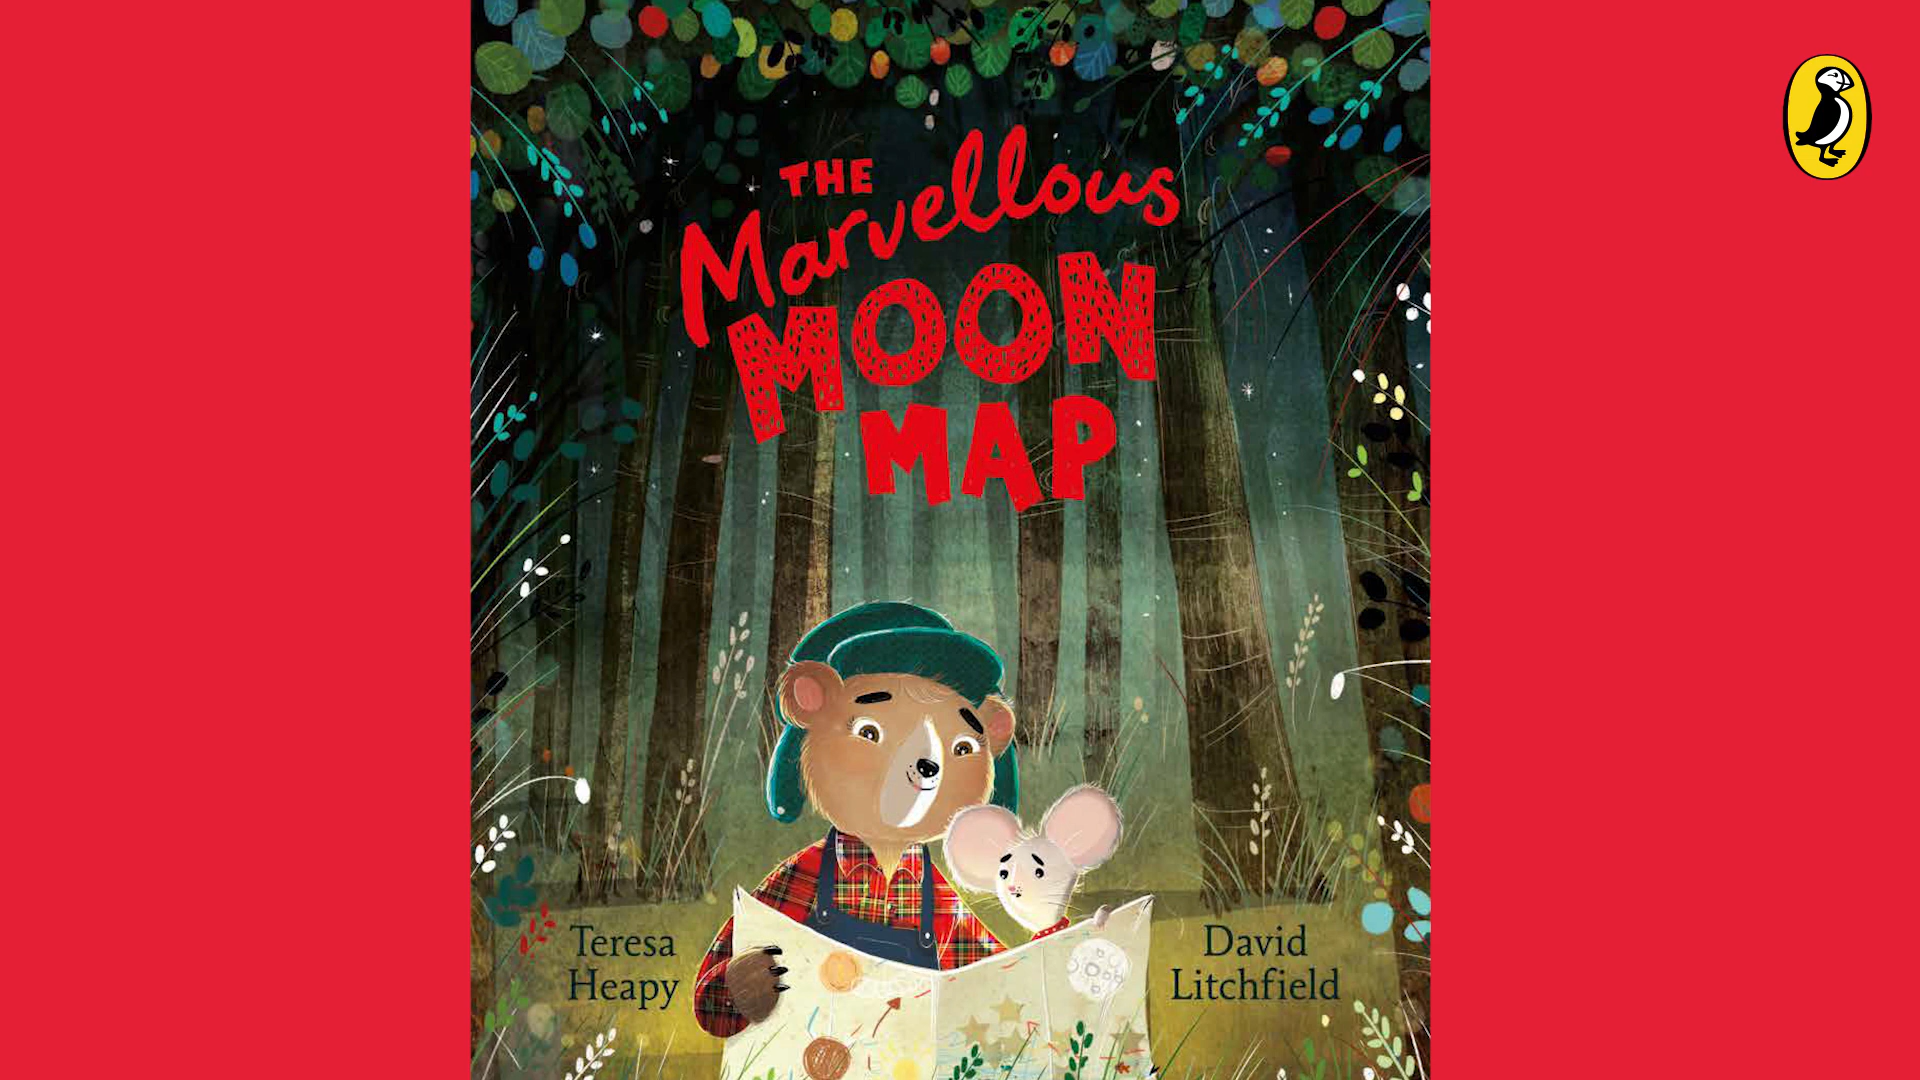 THE
Marvellous
MOON
MAP
Teresa
Heapy
David
Litchfield